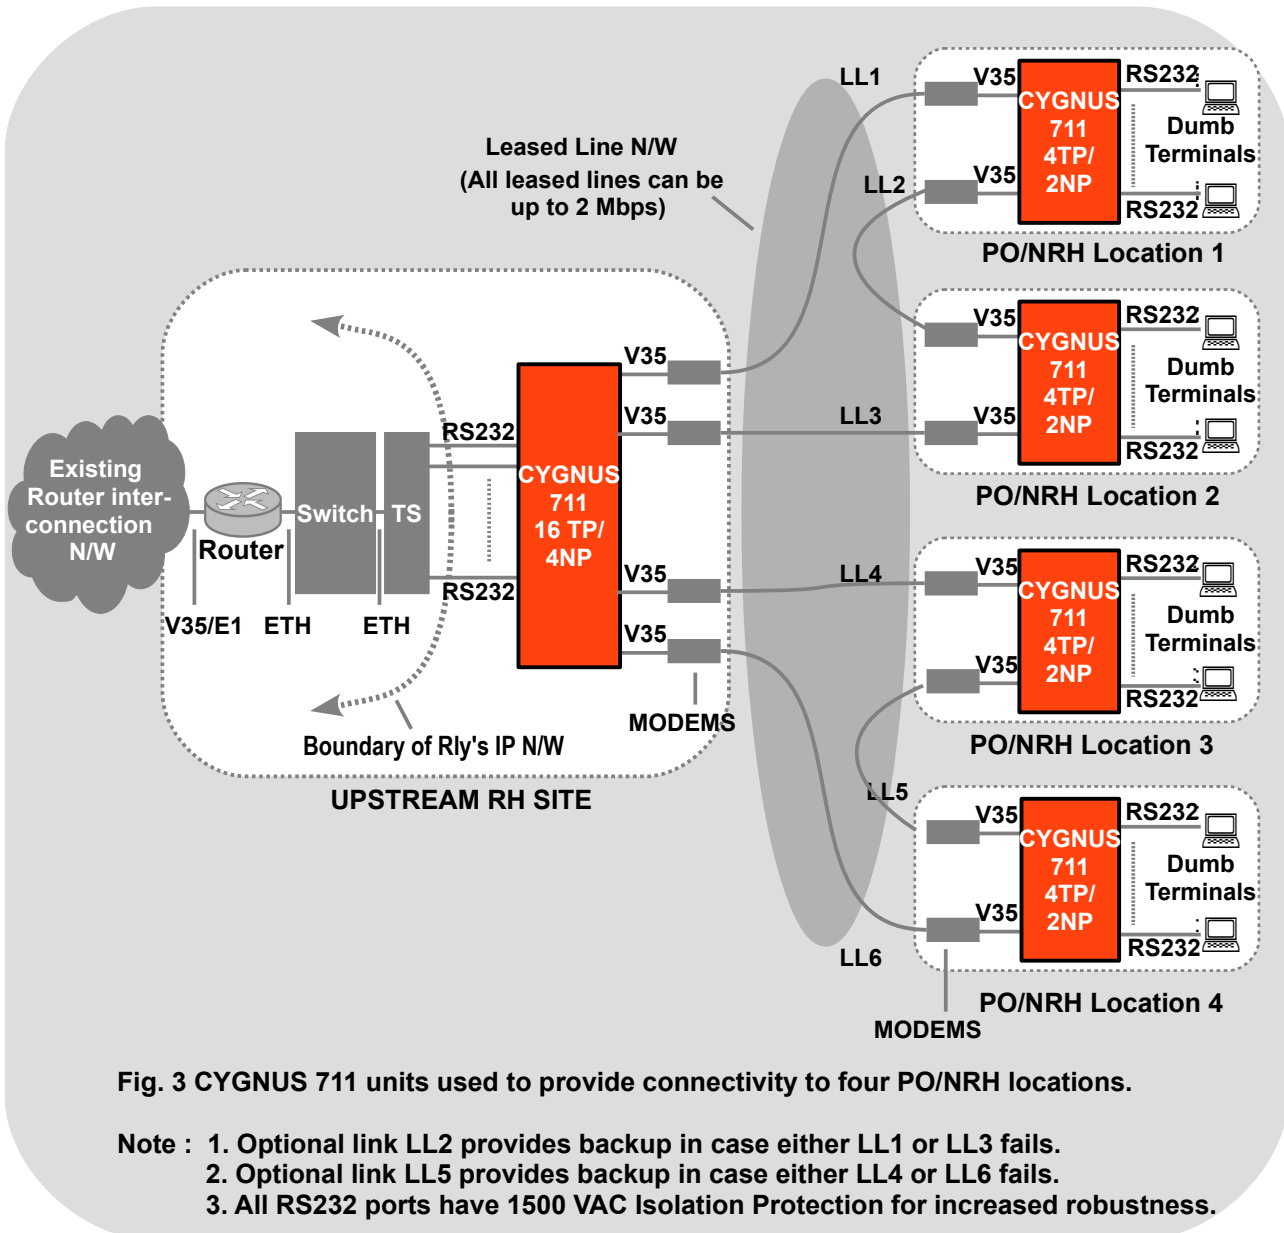 LL1
V35
CYGNUS
711
4TP/
2NP
RS232
Dumb
Terminals
LL2
V35
RS232
PO/NRH Location 1
Leased Line N/W
(All leased lines can be
up to 2 Mbps)
V35
CYGNUS
711
4TP/
2NP
RS232
Dumb
Terminals
LL3
V35
RS232
PO/NRH Location 2
Existing
Router inter-
connection
N/W
Router
Switch
TS
V35/E1
ETH
ETH
RS232
RS232
CYGNUS
711
16 TP/
4NP
V35
V35
V35
V35
MODEMS
Boundary of Rly's IP N/W
UPSTREAM RH SITE
LL4
V35
CYGNUS
711
4TP/
2NP
RS232
Dumb
Terminals
V35
RS232
PO/NRH Location 3
LL5
V35
CYGNUS
711
4TP/
2NP
RS232
Dumb
Terminals
V35
RS232
LL6
PO/NRH Location 4
MODEMS
Fig. 3 CYGNUS 711 units used to provide connectivity to four PO/NRH locations.
Note : 1. Optional link LL2 provides backup in case either LL1 or LL3 fails.
2. Optional link LL5 provides backup in case either LL4 or LL6 fails.
3. All RS232 ports have 1500 VAC Isolation Protection for increased robustness.